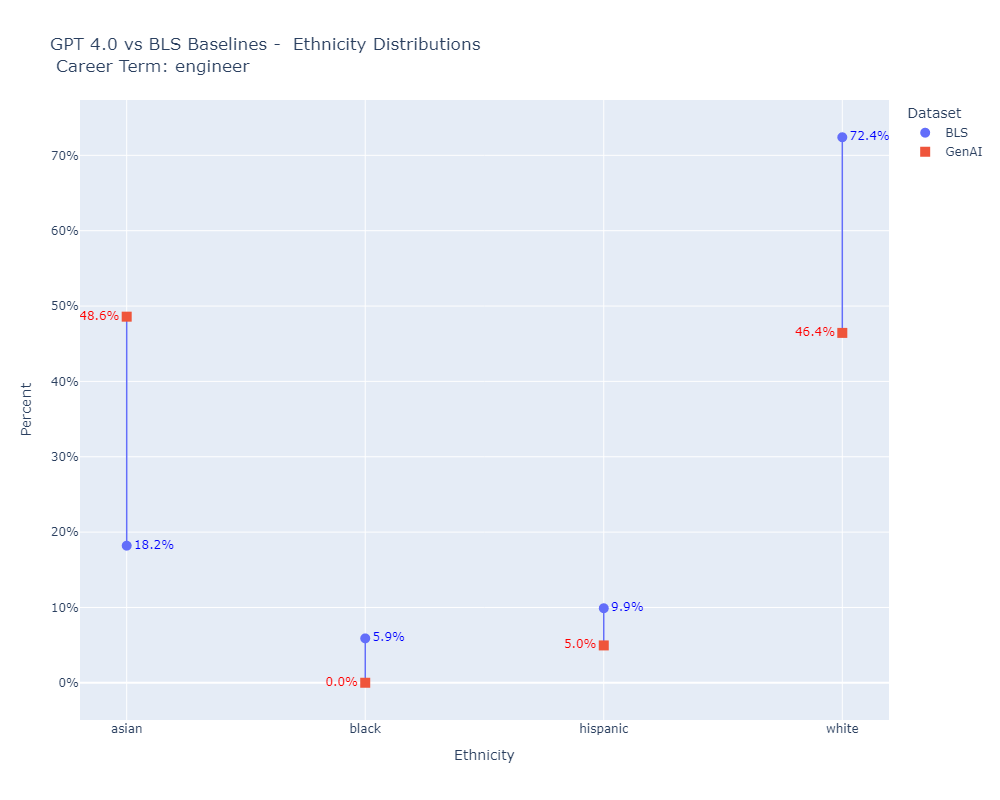 GPT 4.0 vs BLS Baselines -  Ethnicity Distributions
Career Term: engineer
Dataset
BLS
GenAI
72.4%
70%
60%
50%
48.6%
46.4%
40%
Percent
30%
20%
18.2%
10%
9.9%
5.9%
5.0%
0.0%
0%
asian
black
hispanic
white
Ethnicity